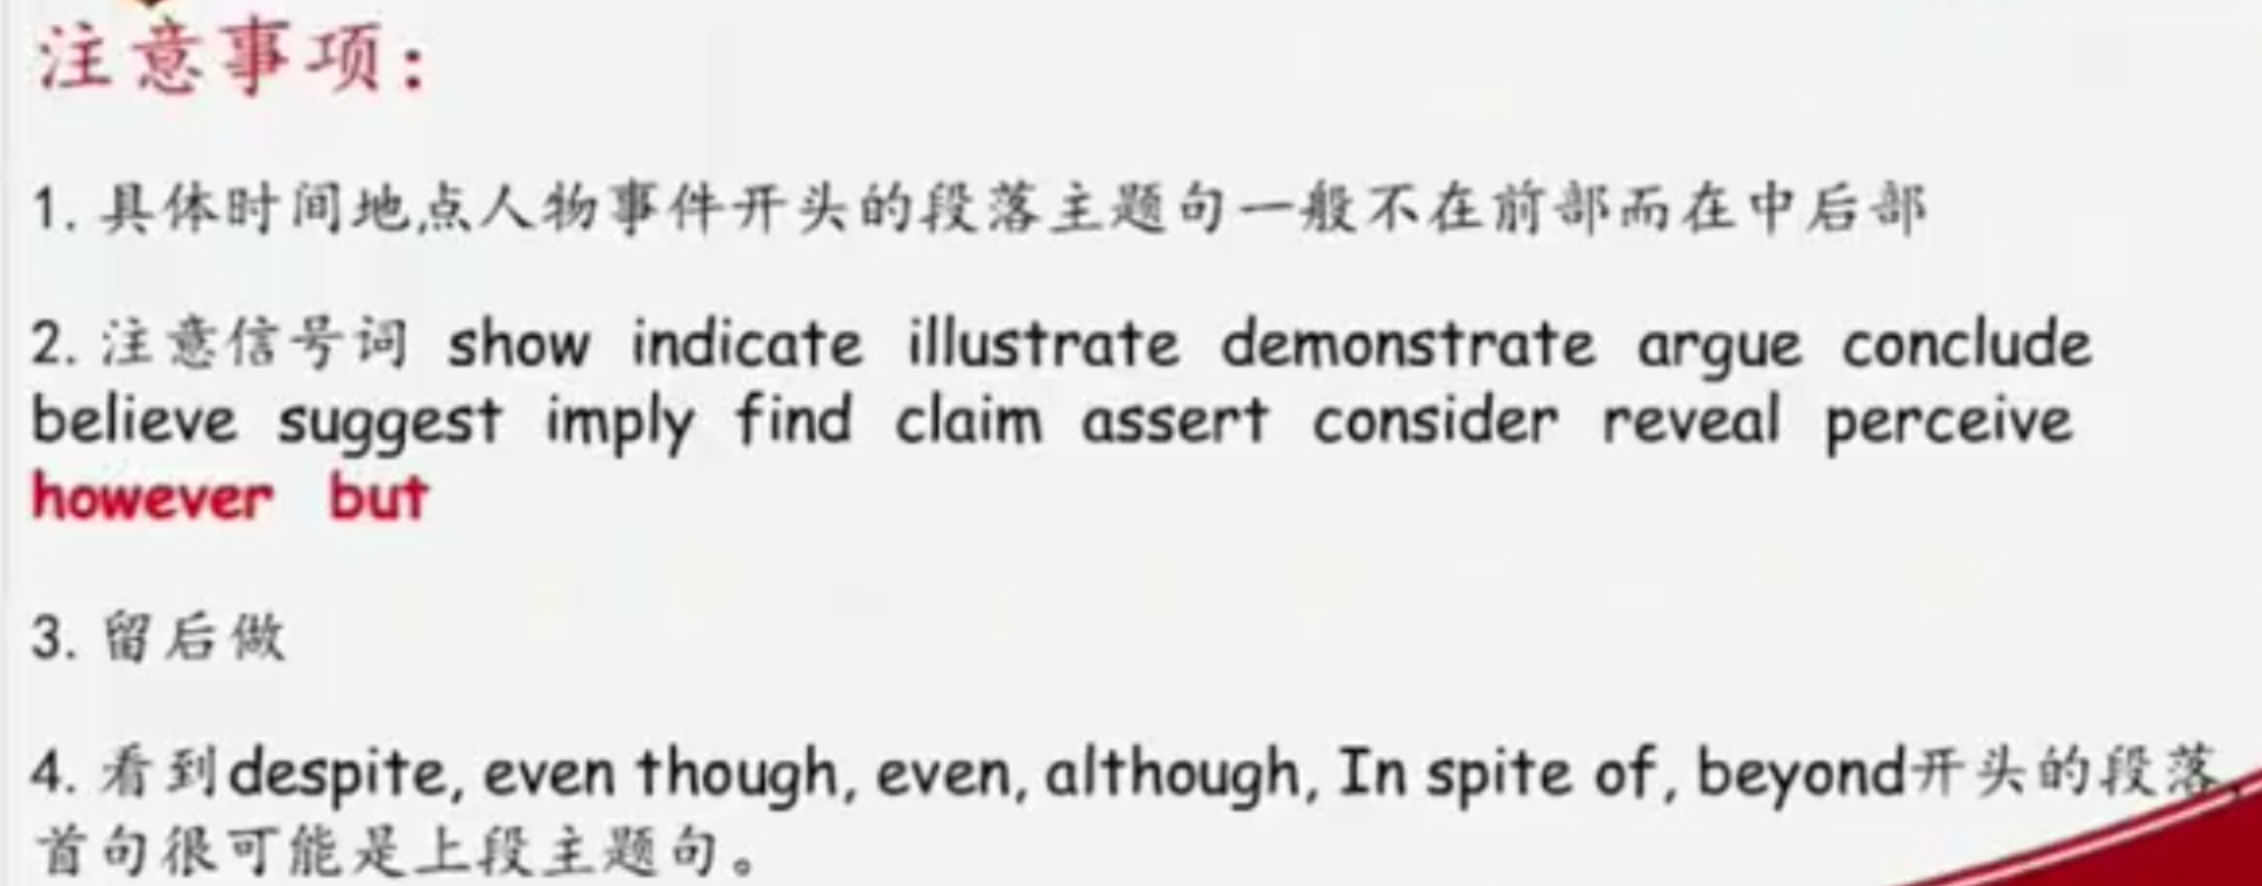 注意事项：
1. 具体时间地点人物事件开头的段落主题句一般不在前部而在中后部
2. 注意信号词 show indicate illustrate demonstrate argue conclude
believe suggest imply find claim assert consider reveal perceive
however but
3. 留后做
4. 看到despite, even though, even, although, In spite of, beyond开头的段落，
首句很可能是上段主题句。